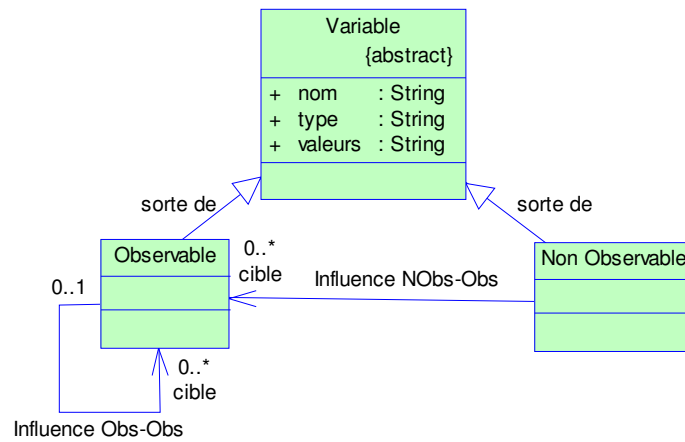 Variable
{abstract}
+ nom : String
+ type : String
+ valeurs : String
sorte de
sorte de
Observable
0..*
cible
Influence NObs-Obs
Non Observable
0..1
0..*
cible
Influence Obs-Obs